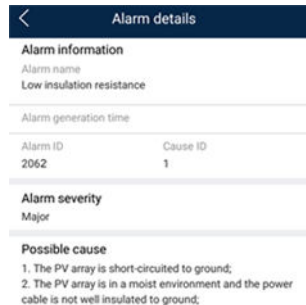 Alarm details
Alarm information
Alarm name
Low insulation resistance
Alarm generation time
Alarm ID
Cause ID
2062
1
Alarm severity
Major
Possible cause
1. The PV array is short-circuited to ground;
2. The PV array is in a moist environment and the power
cable is not well insulated to ground;